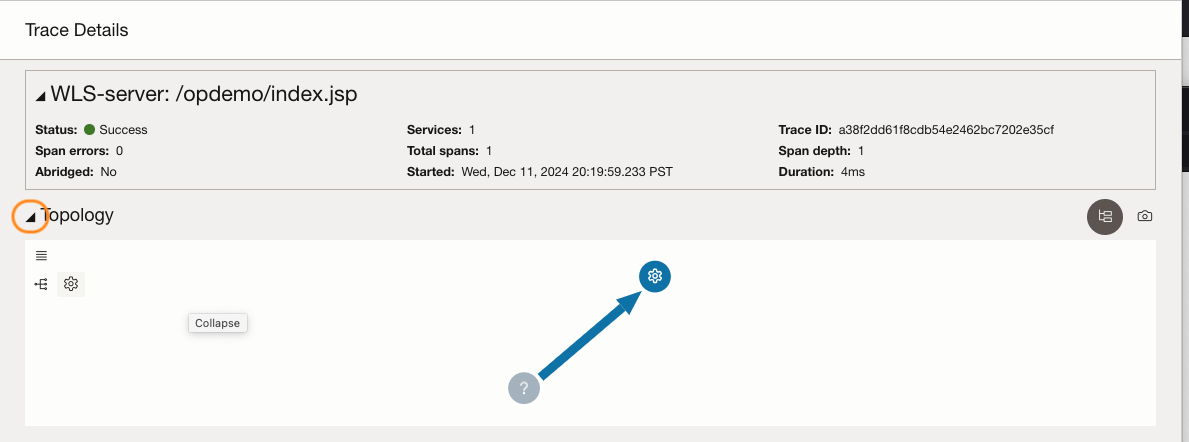 Trace Details
WLS-server: /opdemo/index.jsp
Status: Success Services: 1 Trace ID: a38f2dd61f8cdb54e2462bc7202e35cf
Span errors: 0 Total spans: 1 Span depth: 1
Abridged: No Started: Wed, Dec 11, 2024 20:19:59.233 PST Duration: 4ms
Topology
Collapse
?